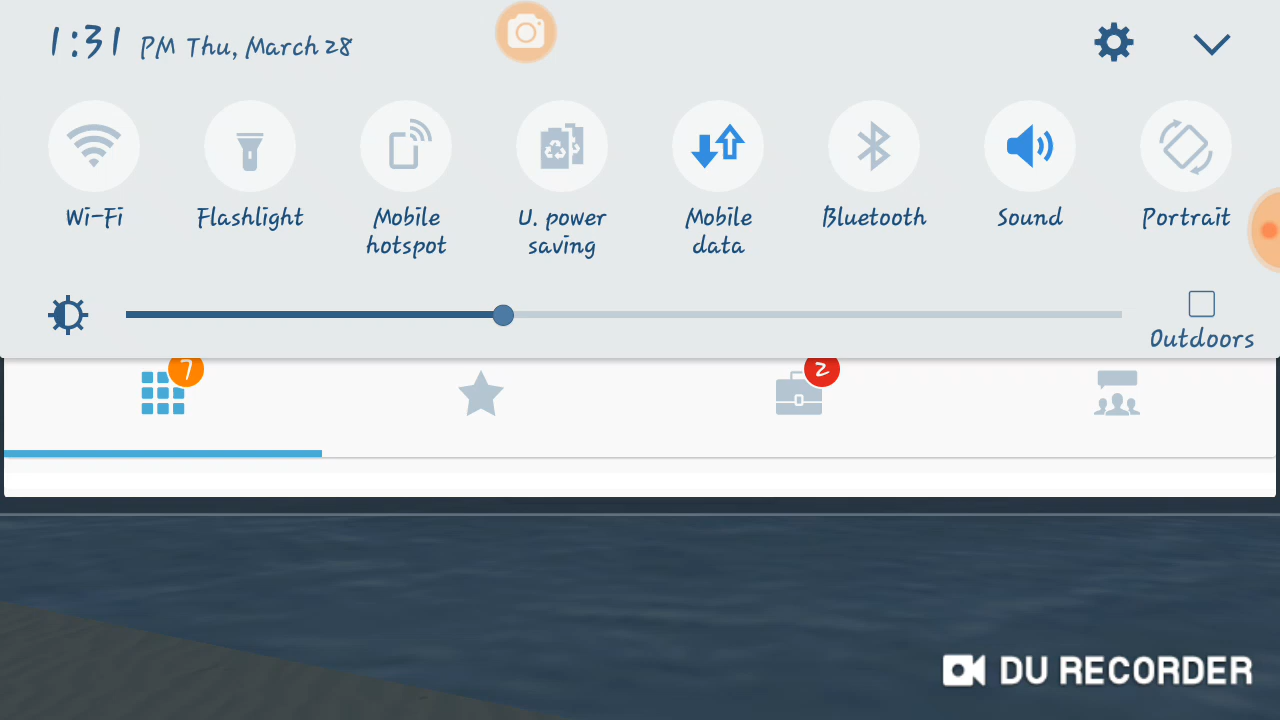 1:31 PM Thu, March 28
Wi-Fi
Flashlight
Mobile
hotspot
U. power
saving
Mobile
data
Bluetooth
Sound
Portrait
Outdoors
7
2
DU RECORDER